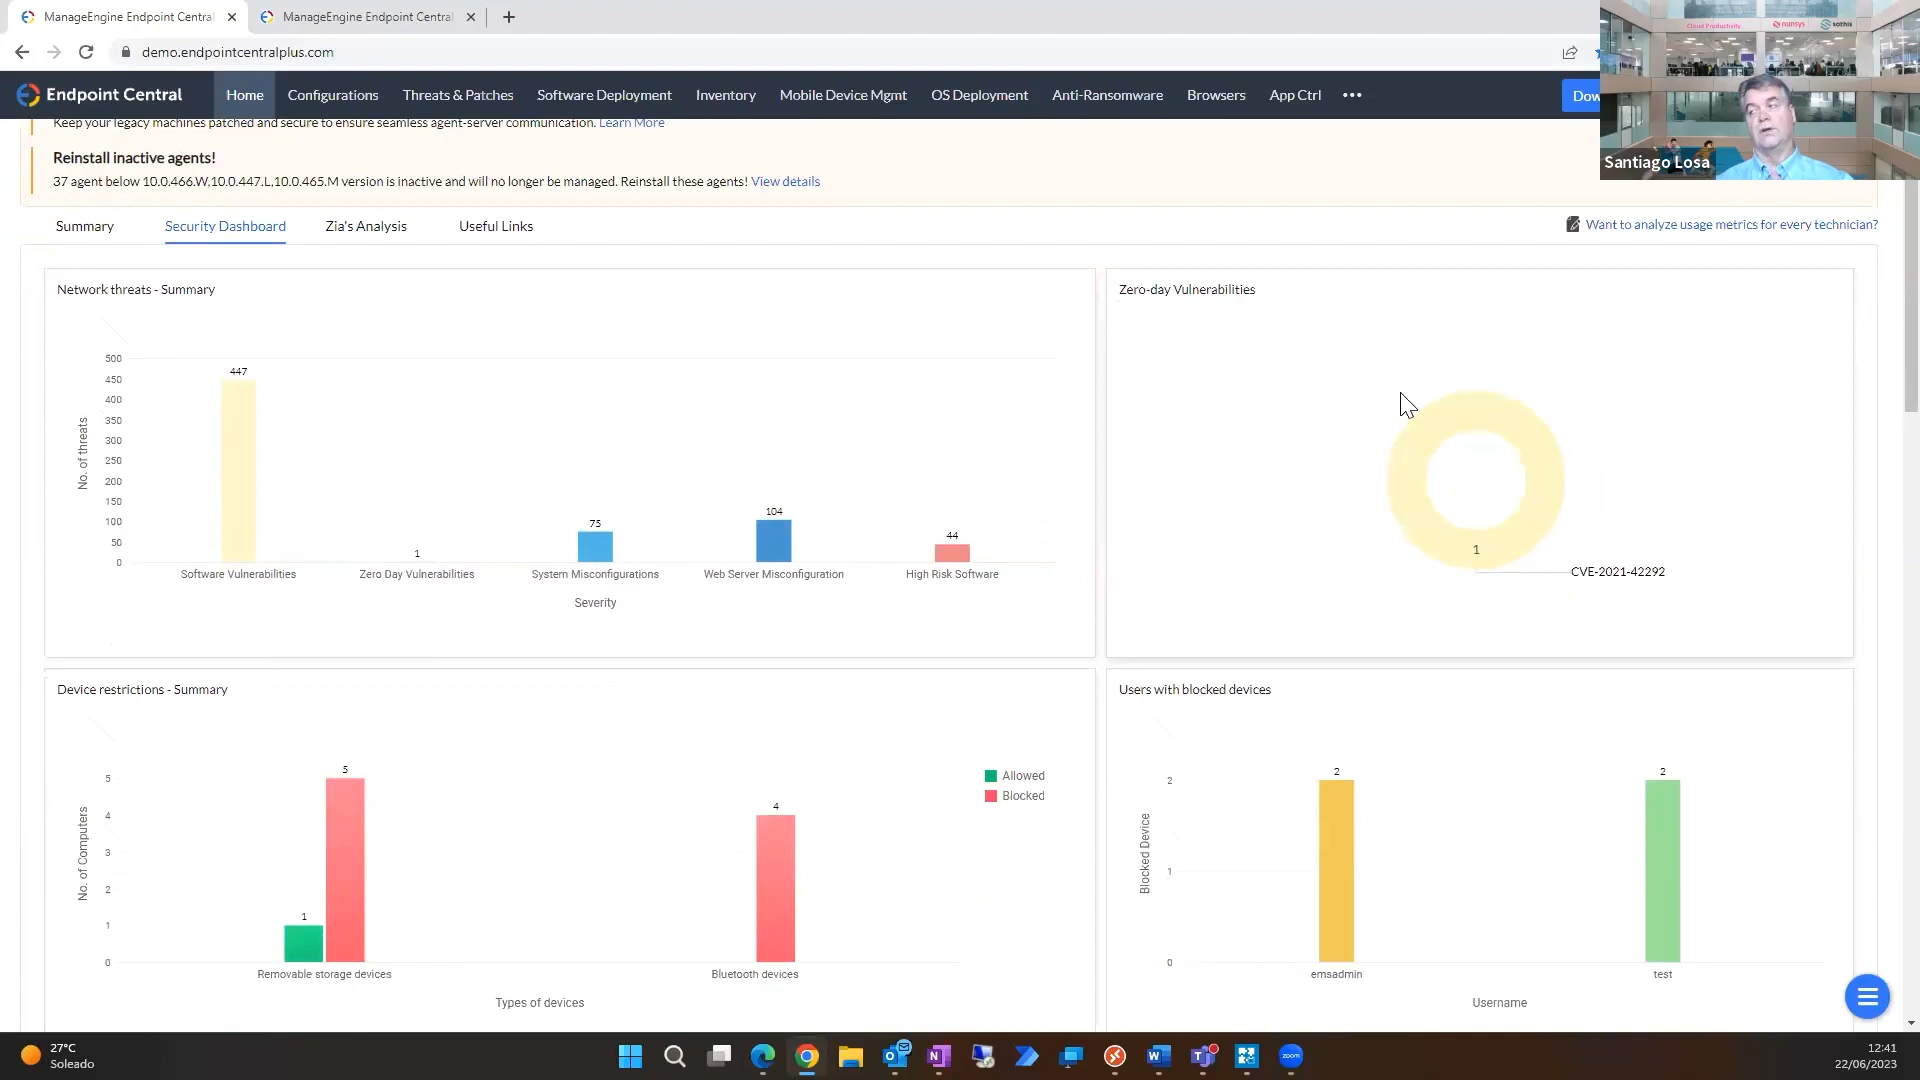 ManageEngine Endpoint Central
ManageEngine Endpoint Central
demo.endpointcentralplus.com
Cloud Productivity
nunsys
sothis
Endpoint Central
Home
Configurations
Threats & Patches
Software Deployment
Inventory
Mobile Device Mgmt
OS Deployment
Anti-Ransomware
Browsers
App Ctrl
Dow
Santiago Losa
Keep your legacy machines patched and secure to ensure seamless agent-server communication. Learn More
Reinstall inactive agents!
37 agent below 10.0.466.W,10.0.447.L,10.0.465.M version is inactive and will no longer be managed. Reinstall these agents! View details
Summary
Security Dashboard
Zia's Analysis
Useful Links
Want to analyze usage metrics for every technician?
Network threats - Summary
No. of threats
500
450
400
350
300
250
200
150
100
50
0
447
1
75
104
44
Software Vulnerabilities
Zero Day Vulnerabilities
System Misconfigurations
Web Server Misconfiguration
High Risk Software
Severity
Zero-day Vulnerabilities
1
CVE-2021-42292
Device restrictions - Summary
No. of Computers
5
4
3
2
1
0
1
5
4
Allowed
Blocked
Removable storage devices
Bluetooth devices
Types of devices
Users with blocked devices
Blocked Device
2
1
0
2
2
emsadmin
test
Username
27°C
Soleado
zoom
12:41
22/06/2023